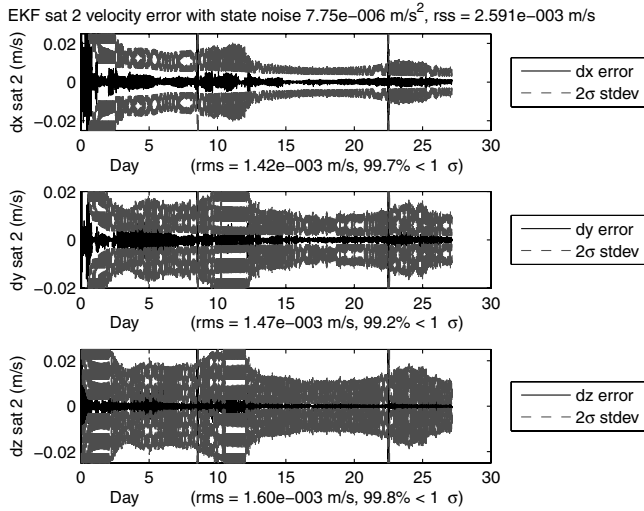 EKF sat 2 velocity error with state noise 7.75e−006 m/s², rss = 2.591e−003 m/s
dx sat 2 (m/s)
0.02
0
−0.02
0 5 10 15 20 25 30
Day (rms = 1.42e−003 m/s, 99.7% < 1 σ)
dx error
2σ stdev
dy sat 2 (m/s)
0.02
0
−0.02
0 5 10 15 20 25 30
Day (rms = 1.47e−003 m/s, 99.2% < 1 σ)
dy error
2σ stdev
dz sat 2 (m/s)
0.02
0
−0.02
0 5 10 15 20 25 30
Day (rms = 1.60e−003 m/s, 99.8% < 1 σ)
dz error
2σ stdev